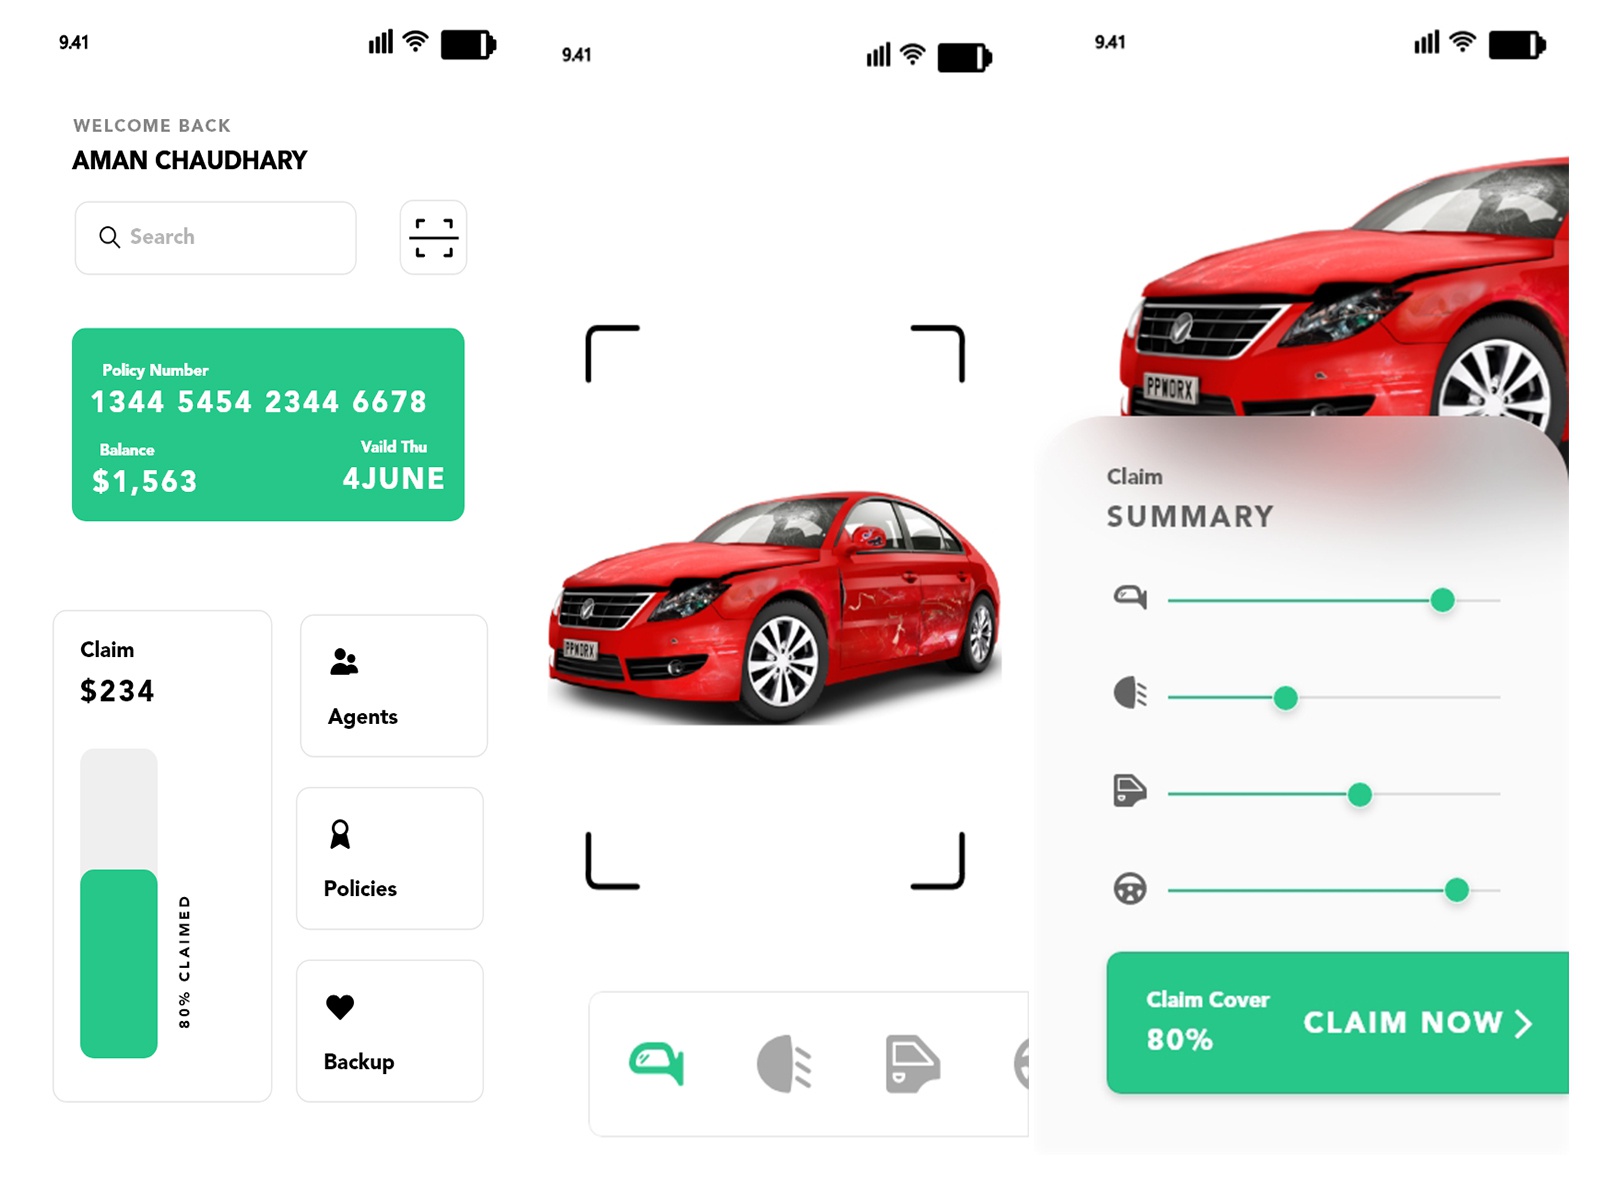 9.41
WELCOME BACK
AMAN CHAUDHARY
Search
Policy Number
1344 5454 2344 6678
Balance
Vaild Thu
$1,563
4JUNE
Claim
$234
80% CLAIMED
Agents
Policies
Backup
9.41
PPWORX
9.41
PPWORX
Claim
SUMMARY
Claim Cover
80%
CLAIM NOW